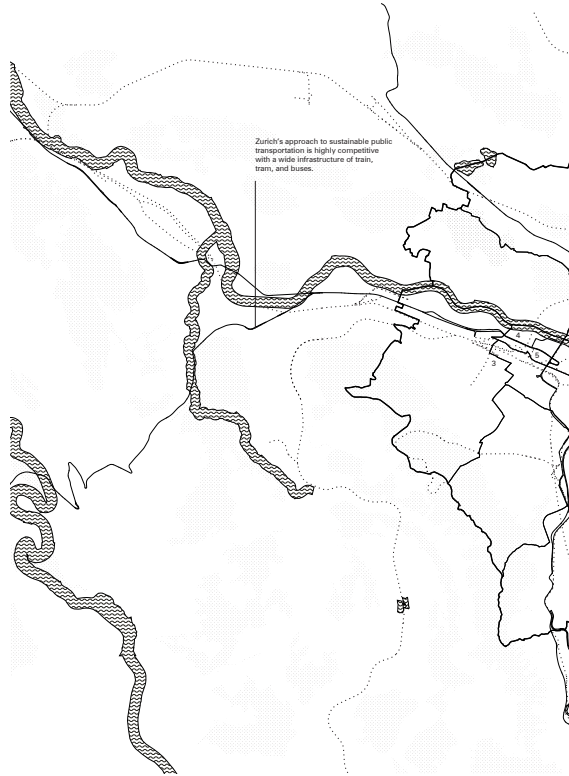 Zurich's approach to sustainable public
transportation is highly competitive
with a wide infrastructure of train,
tram, and buses.
4
5
3